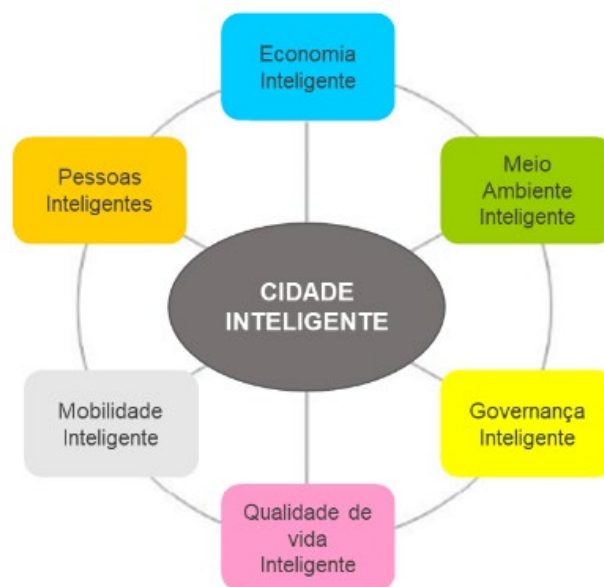 Economia
Inteligente
Pessoas
Inteligentes
Meio
Ambiente
Inteligente
CIDADE
INTELIGENTE
Mobilidade
Inteligente
Governança
Inteligente
Qualidade de
vida
Inteligente